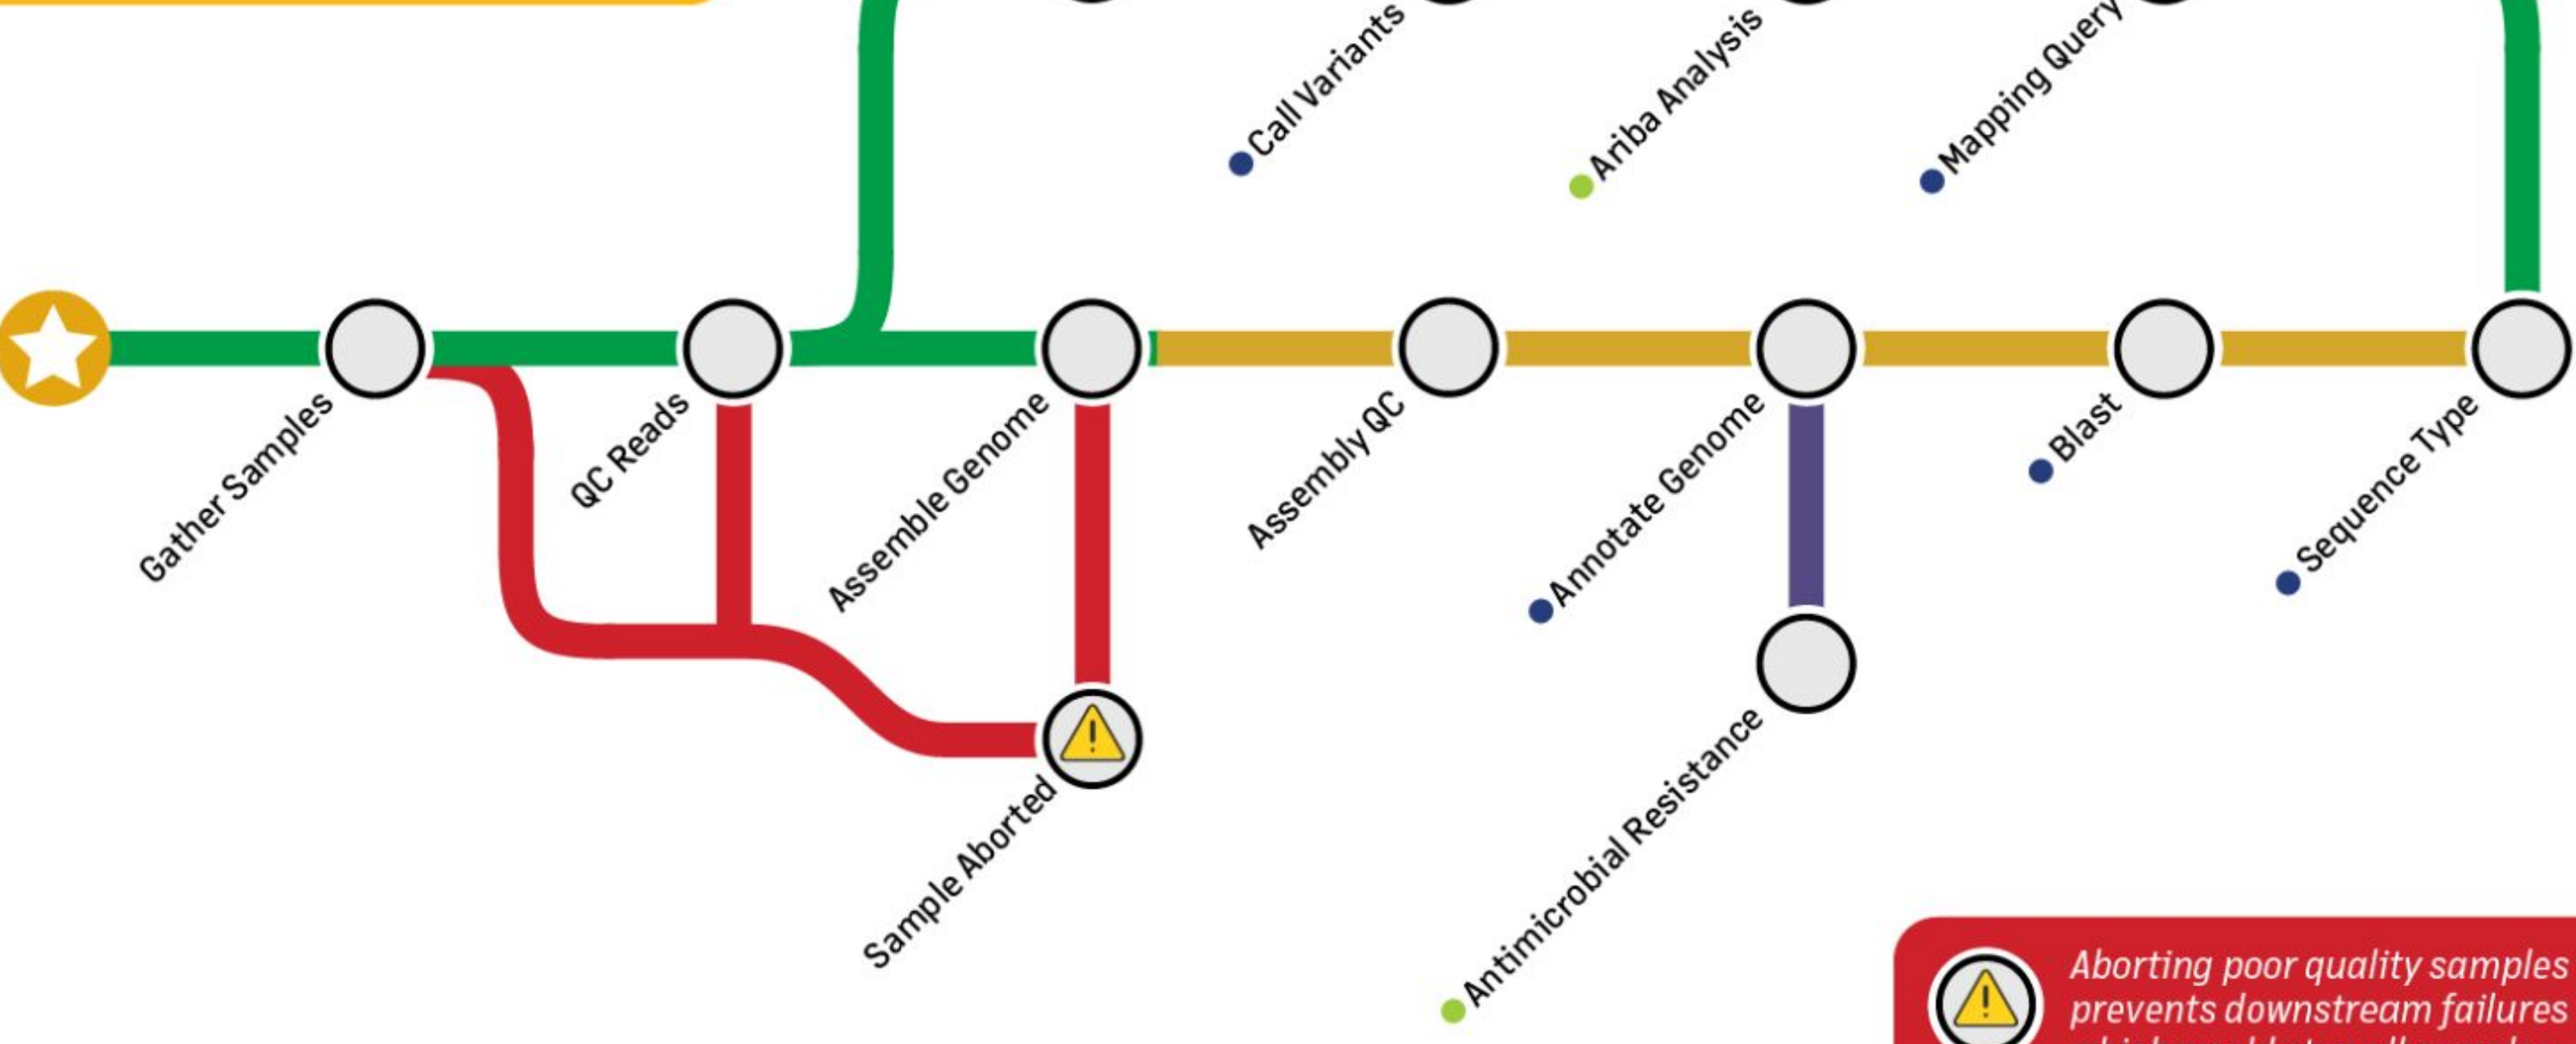 Call Variants
Ariba Analysis
Mapping Query
Gather Samples
QC Reads
Assemble Genome
Assembly QC
Annotate Genome
Blast
Sequence Type
Sample Aborted
Antimicrobial Resistance
Aborting poor quality samples
prevents downstream failures